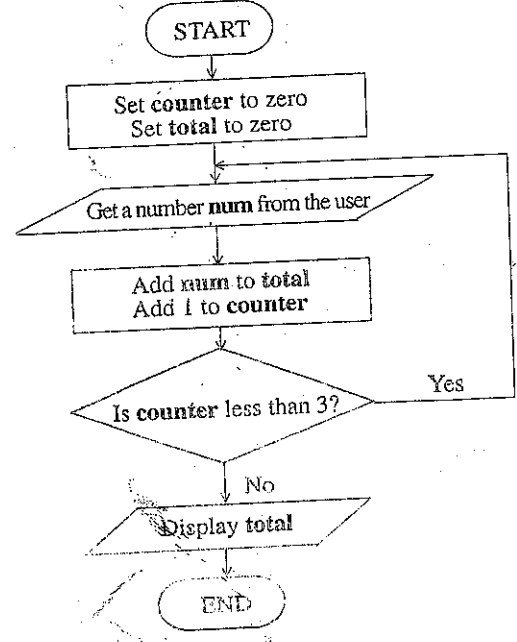 START
Set counter to zero
Set total to zero
Get a number num from the user
Add num to total
Add 1 to counter
Is counter less than 3?
Yes
No
Display total
END